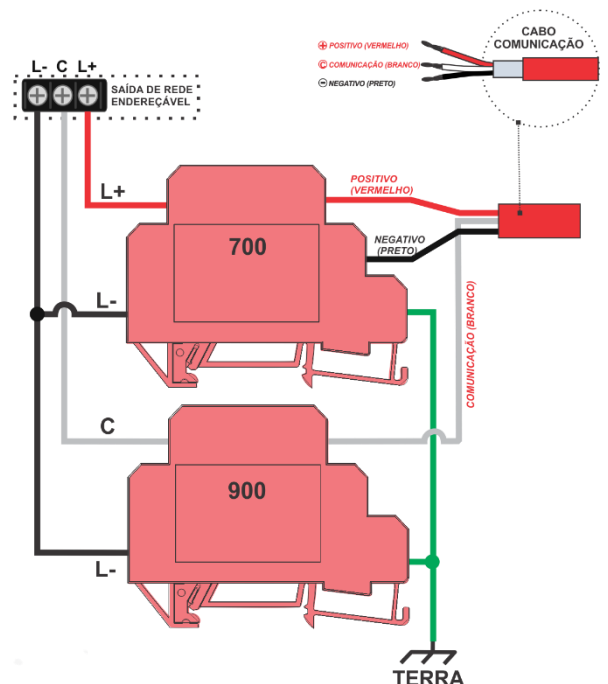 CABO
COMUNICAÇÃO
⊕ POSITIVO (VERMELHO)
© COMUNICAÇÃO (BRANCO)
⊖ NEGATIVO (PRETO)
L- C L+
SAÍDA DE REDE
ENDEREÇÁVEL
L+
POSITIVO
(VERMELHO)
700
NEGATIVO
(PRETO)
L-
COMUNICAÇÃO (BRANCO)
C
900
L-
TERRA